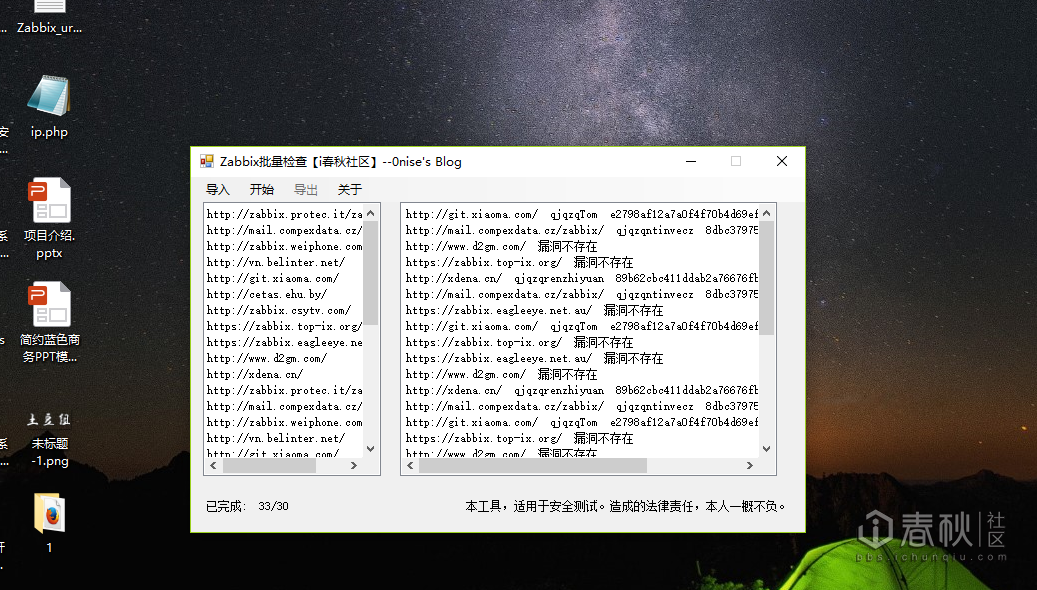 Zabbix_ur...
ip.php
项目介绍.
pptx
简约蓝色商
务PPT模...
土豆组
未标题
-1.png
1
Zabbix批量检查【i春秋社区】--0nise's Blog
导入 开始 导出 关于
http://zabbix.protec.it/za
http://mail.compexdata.cz/
http://zabbix.weiphone.com
http://vn.belinter.net/
http://git.xiaoma.com/
http://cetas.ehu.by/
http://zabbix.csytv.com/
https://zabbix.top-ix.org/
https://zabbix.eagleeye.ne
http://www.d2gm.com/
http://xdena.cn/
http://zabbix.protec.it/za
http://mail.compexdata.cz/
http://zabbix.weiphone.com
http://vn.belinter.net/
http://git.xiaoma.com/
http://git.xiaoma.com/ qjqzqTom e2798af12a7a0f4f70b4d69ef
http://mail.compexdata.cz/zabbix/ qjqzqntinvecz 8dbc37975
http://www.d2gm.com/ 漏洞不存在
https://zabbix.top-ix.org/ 漏洞不存在
http://xdena.cn/ qjqzqrenzhiyuan 89b62cbc411ddab2a76676fb
http://mail.compexdata.cz/zabbix/ qjqzqntinvecz 8dbc37975
https://zabbix.eagleeye.net.au/ 漏洞不存在
http://git.xiaoma.com/ qjqzqTom e2798af12a7a0f4f70b4d69ef
https://zabbix.top-ix.org/ 漏洞不存在
https://zabbix.eagleeye.net.au/ 漏洞不存在
http://www.d2gm.com/ 漏洞不存在
http://xdena.cn/ qjqzqrenzhiyuan 89b62cbc411ddab2a76676fb
http://mail.compexdata.cz/zabbix/ qjqzqntinvecz 8dbc37975
http://git.xiaoma.com/ qjqzqTom e2798af12a7a0f4f70b4d69ef
https://zabbix.top-ix.org/ 漏洞不存在
http://www.d2gm.com/ 漏洞不存在
已完成： 33/30
本工具，适用于安全测试。造成的法律责任，本人一概不负。
春秋 社区
bbs.ichunqiu.com